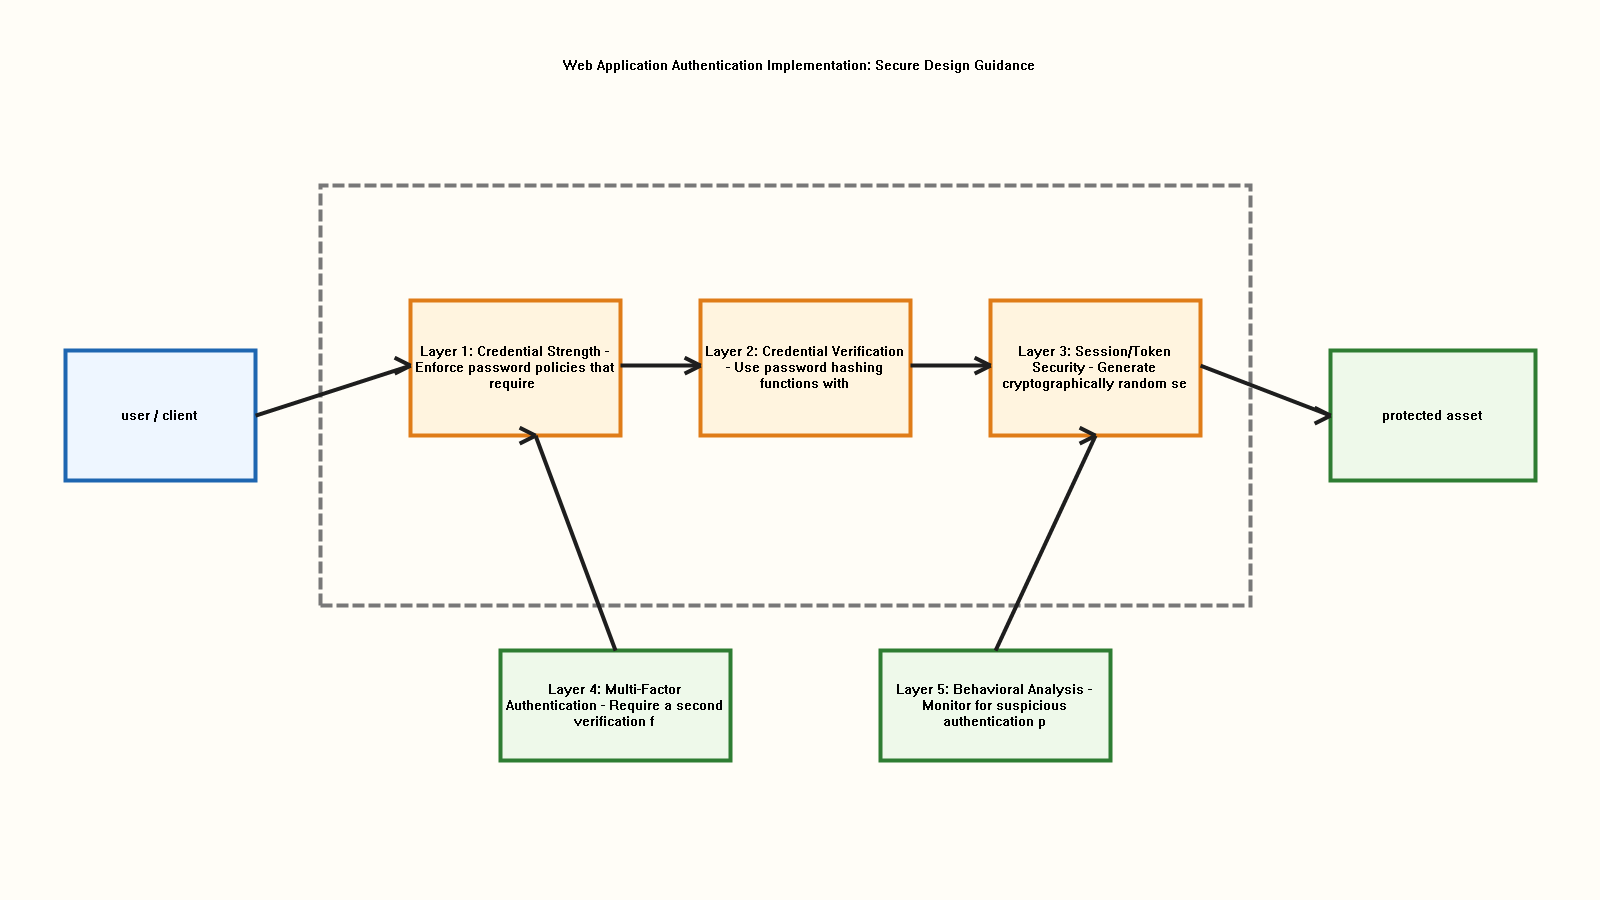 Web Application Authentication Implementation: Secure Design Guidance
user / client
Layer 1: Credential Strength -
Enforce password policies that
require
Layer 2: Credential Verification
- Use password hashing
functions with
Layer 3: Session/Token
Security - Generate
cryptographically random se
protected asset
Layer 4: Multi-Factor
Authentication - Require a second
verification f
Layer 5: Behavioral Analysis -
Monitor for suspicious
authentication p